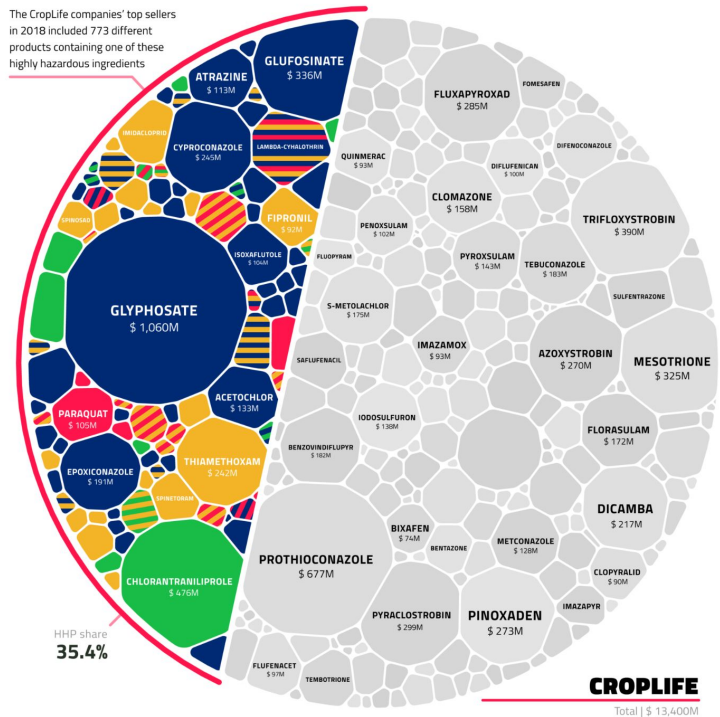 The CropLife companies' top sellers
in 2018 included 773 different
products containing one of these
highly hazardous ingredients
GLUFOSINATE
$ 336M
ATRAZINE
$ 113M
IMIDACLOPRID
CYPROCONAZOLE
$ 245M
LAMBDA-CYHALOTHRIN
SPINOSAD
FIPRONIL
$ 92M
ISOXAFLUTOLE
$ 104M
GLYPHOSATE
$ 1,060M
ACETOCHLOR
$ 133M
PARAQUAT
$ 105M
EPOXICONAZOLE
$ 191M
THIAMETHOXAM
$ 242M
SPINETORAM
CHLORANTRANILIPROLE
$ 476M
HHP share
35.4%
FLUXAPYROXAD
$ 285M
FOMESAFEN
QUINMERAC
$ 93M
DIFLUFENICAN
$ 100M
DIFENOCONAZOLE
CLOMAZONE
$ 158M
PENOXSULAM
$ 102M
TRIFLOXYSTROBIN
$ 390M
FLUOPYRAM
PYROXSULAM
$ 143M
TEBUCONAZOLE
$ 183M
SULFENTRAZONE
S-METOLACHLOR
$ 175M
IMAZAMOX
$ 93M
AZOXYSTROBIN
$ 270M
MESOTRIONE
$ 325M
SAFLUFENACIL
IODOSULFURON
$ 138M
FLORASULAM
$ 172M
BENZOVINDIFLUPYR
$ 182M
DICAMBA
$ 217M
PROTHIOCONAZOLE
$ 677M
BIXAFEN
$ 74M
BENTAZONE
METCONAZOLE
$ 128M
CLOPYRALID
$ 90M
IMAZAPYR
PYRACLOSTROBIN
$ 299M
PINOXADEN
$ 273M
FLUFENACET
$ 97M
TEMBOTRIONE
CROPLIFE
Total | $ 13,400M